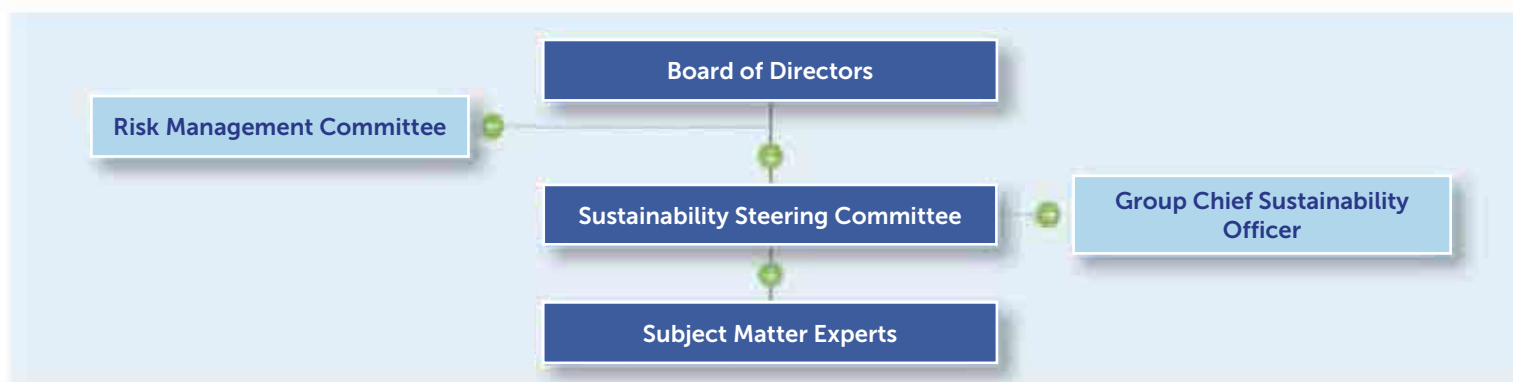 Board of Directors
Risk Management Committee
Sustainability Steering Committee
Group Chief Sustainability
Officer
Subject Matter Experts